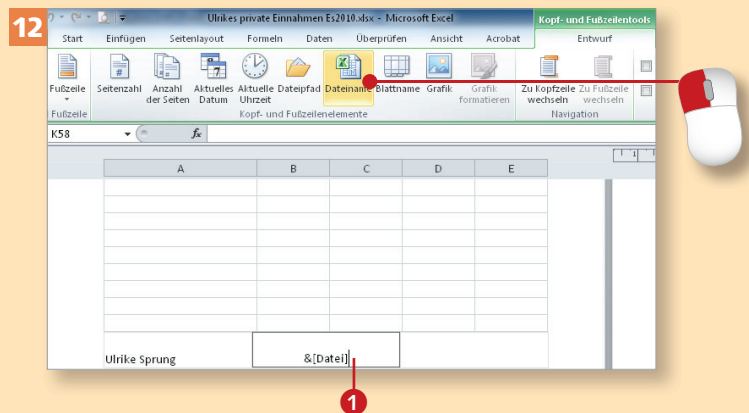 12
Ulrikes private Einnahmen Es2010.xlsx - Microsoft Excel
Kopf- und Fußzeilentools
Start Einfügen Seitenlayout Formeln Daten Überprüfen Ansicht Acrobat Entwurf
Fußzeile Seitenzahl Anzahl der Seiten Aktuelles Datum Aktuelle Uhrzeit Dateipfad Dateiname Blattname Grafik Grafik formatieren Zu Kopfzeile wechseln Zu Fußzeile wechseln
Fußzeile Kopf- und Fußzeilenelemente Navigation
K58 fx
1
A B C D E
Ulrike Sprung &[Datei]
1